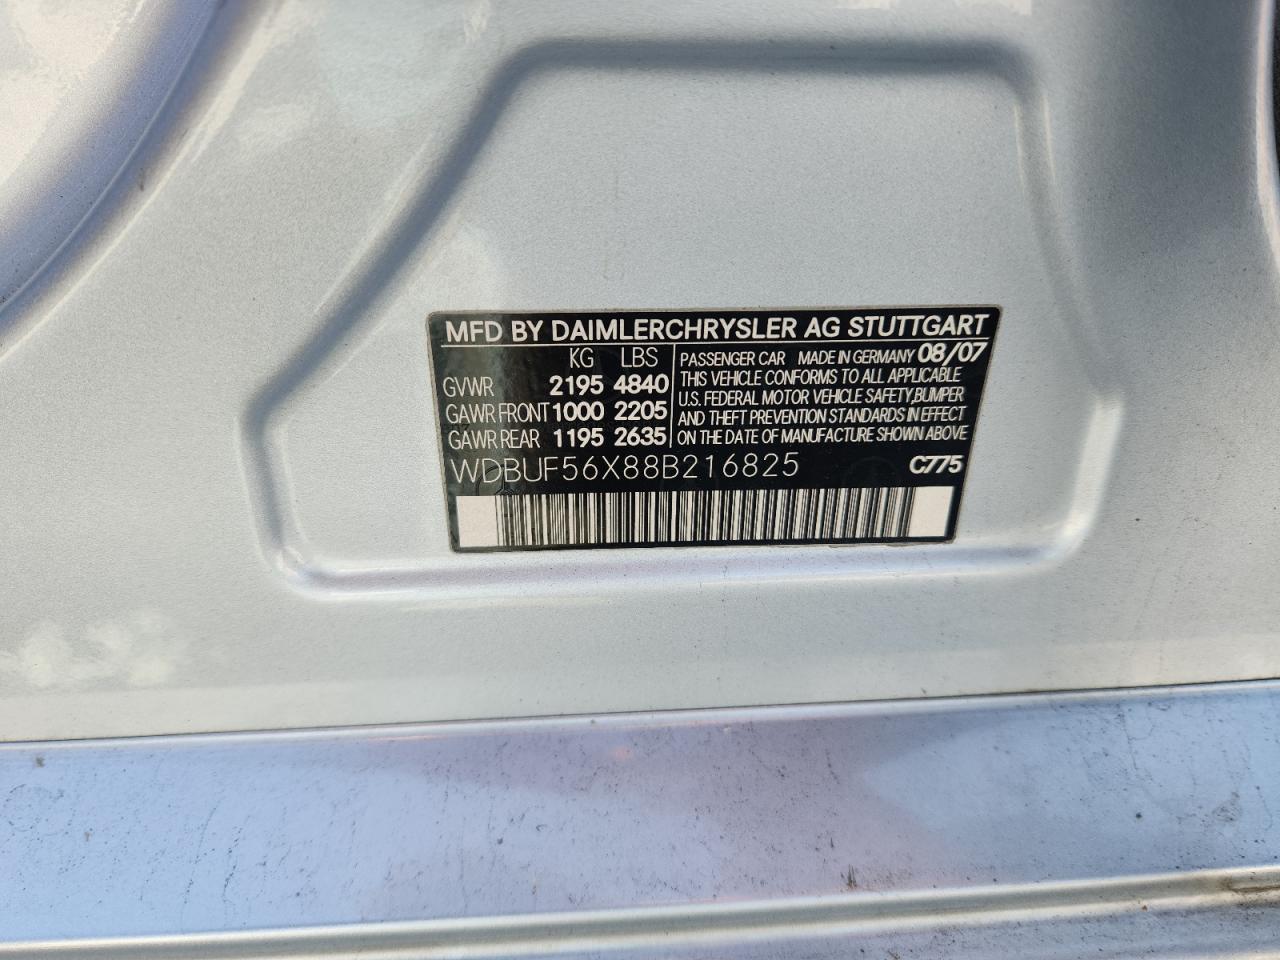 MFD BY DAIMLERCHRYSLER AG STUTTGART
KG LBS
GVWR 2195 4840
GAWR FRONT 1000 2205
GAWR REAR 1195 2635
PASSENGER CAR MADE IN GERMANY 08/07
THIS VEHICLE CONFORMS TO ALL APPLICABLE
U.S. FEDERAL MOTOR VEHICLE SAFETY,BUMPER
AND THEFT PREVENTION STANDARDS IN EFFECT
ON THE DATE OF MANUFACTURE SHOWN ABOVE
WDBUF56X88B216825 C775